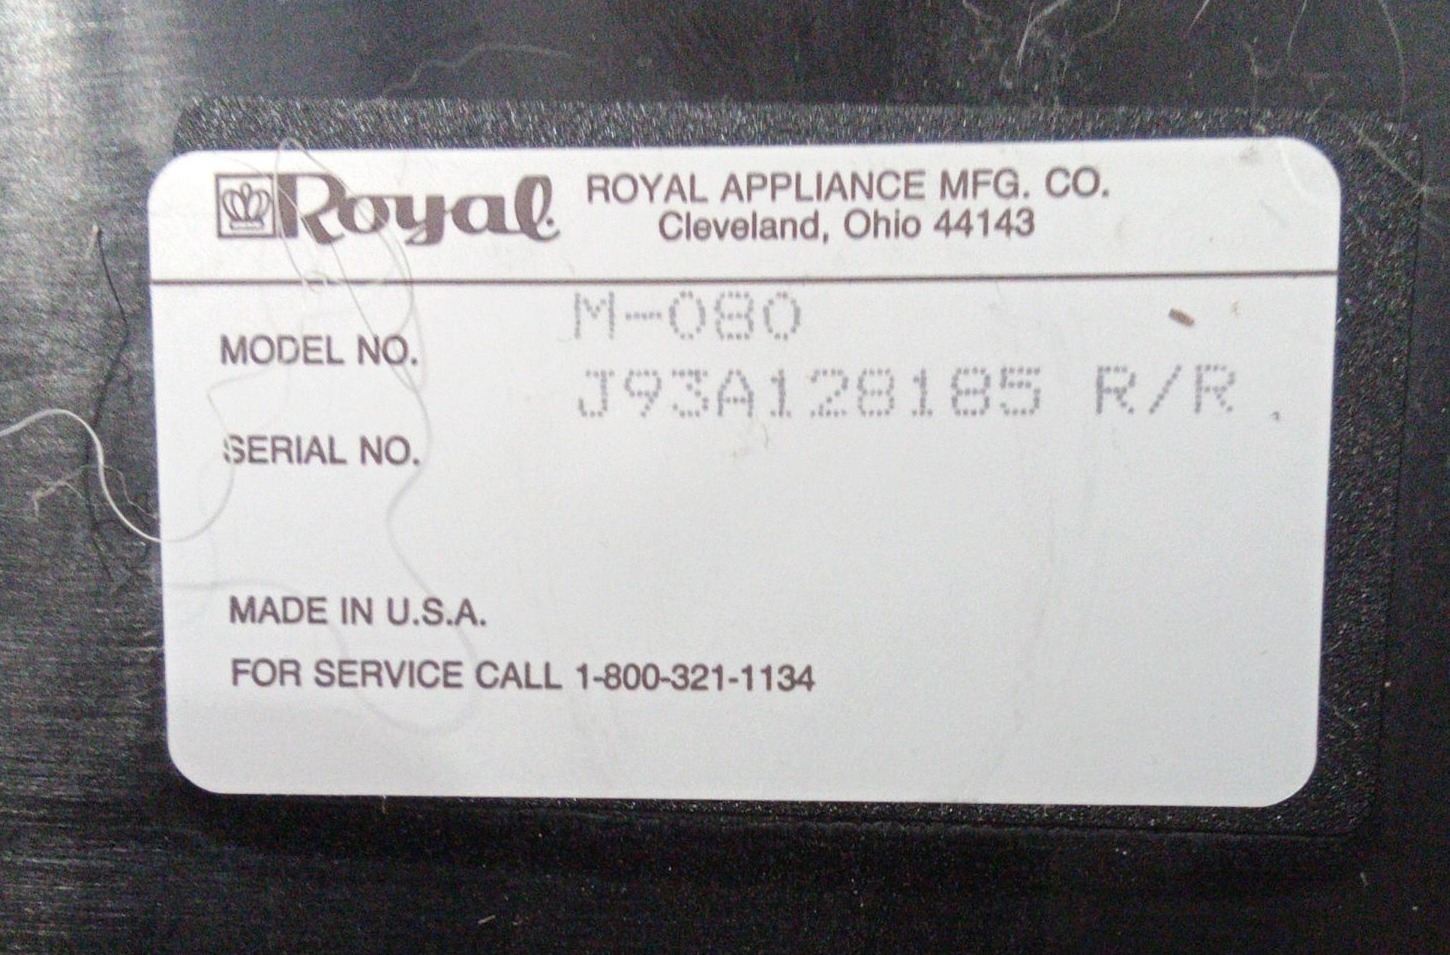 Royal ROYAL APPLIANCE MFG. CO.
Cleveland, Ohio 44143
M-080
MODEL NO.
J93A128185 R/R
SERIAL NO.
MADE IN U.S.A.
FOR SERVICE CALL 1-800-321-1134